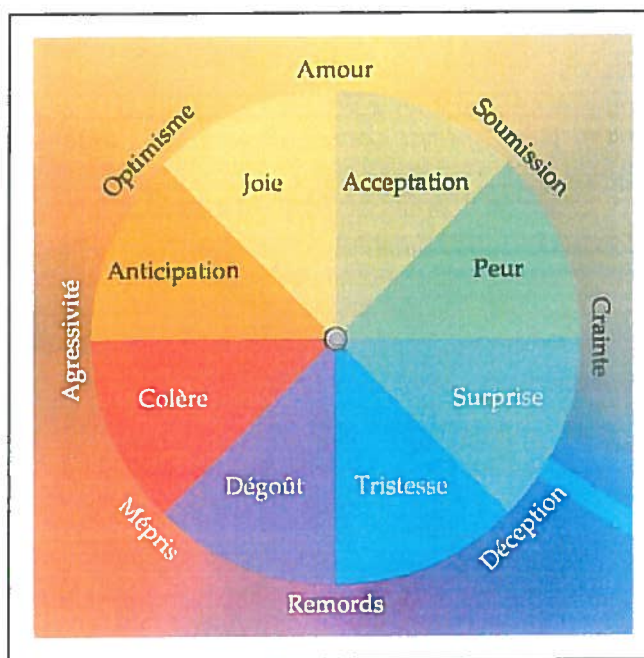 Amour
Optimisme
Soumission
Joie
Acceptation
Anticipation
Peur
Agressivité
Crainte
Colère
Surprise
Dégoût
Tristesse
Mépris
Déception
Remords